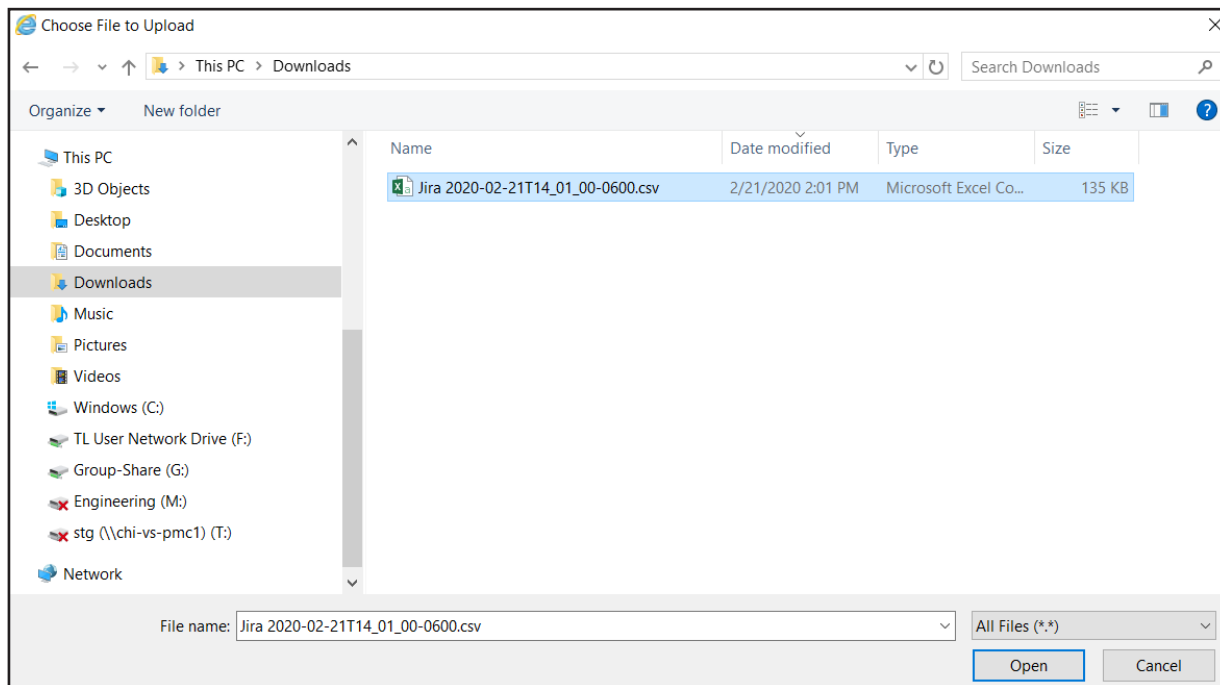 Choose File to Upload
This PC > Downloads
Search Downloads
Organize
New folder
Name
Date modified
Type
Size
Jira 2020-02-21T14_01_00-0600.csv
2/21/2020 2:01 PM
Microsoft Excel Co...
135 KB
This PC
3D Objects
Desktop
Documents
Downloads
Music
Pictures
Videos
Windows (C:)
TL User Network Drive (F:)
Group-Share (G:)
Engineering (M:)
stg (\\chi-vs-pmc1) (T:)
Network
File name: Jira 2020-02-21T14_01_00-0600.csv
All Files (*.*)
Open
Cancel